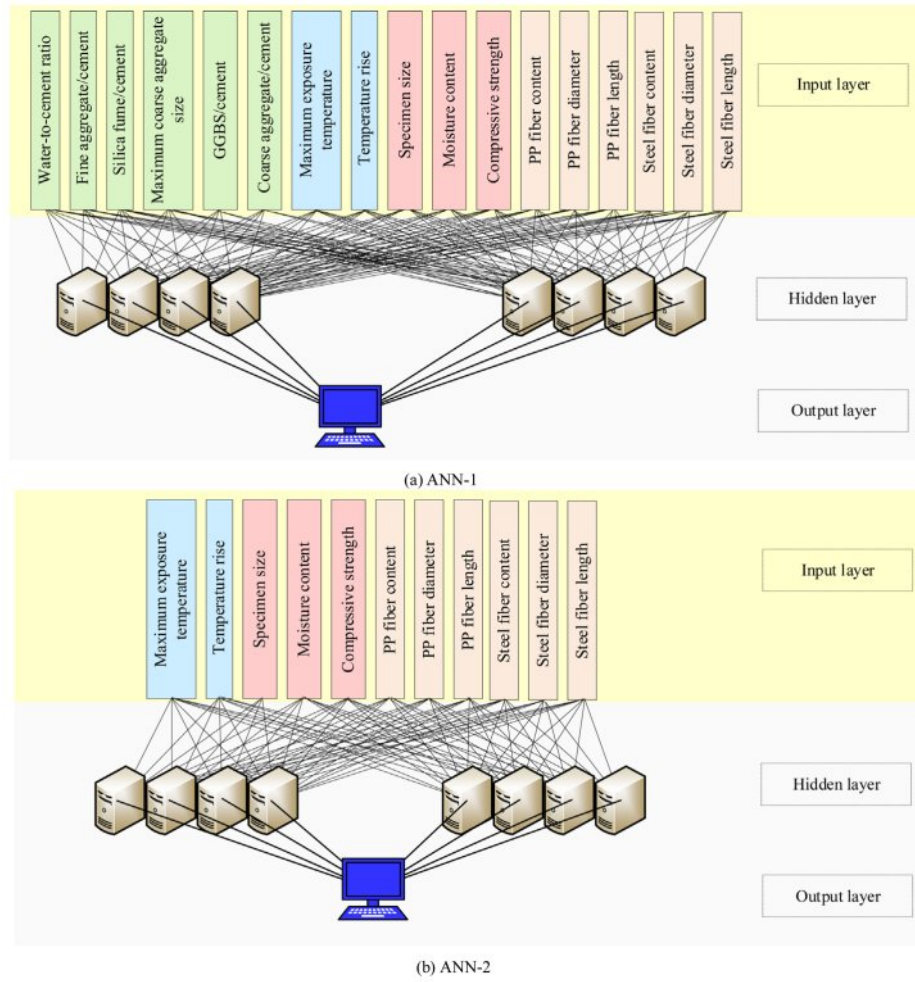 Water-to-cement ratio
Fine aggregate/cement
Silica fume/cement
Maximum coarse aggregate
size
GGBS/cement
Coarse aggregate/cement
Maximum exposure
temperature
Temperature rise
Specimen size
Moisture content
Compressive strength
PP fiber content
PP fiber diameter
PP fiber length
Steel fiber content
Steel fiber diameter
Steel fiber length
Input layer
Hidden layer
Output layer
(a) ANN-1
Maximum exposure
temperature
Temperature rise
Specimen size
Moisture content
Compressive strength
PP fiber content
PP fiber diameter
PP fiber length
Steel fiber content
Steel fiber diameter
Steel fiber length
Input layer
Hidden layer
Output layer
(b) ANN-2